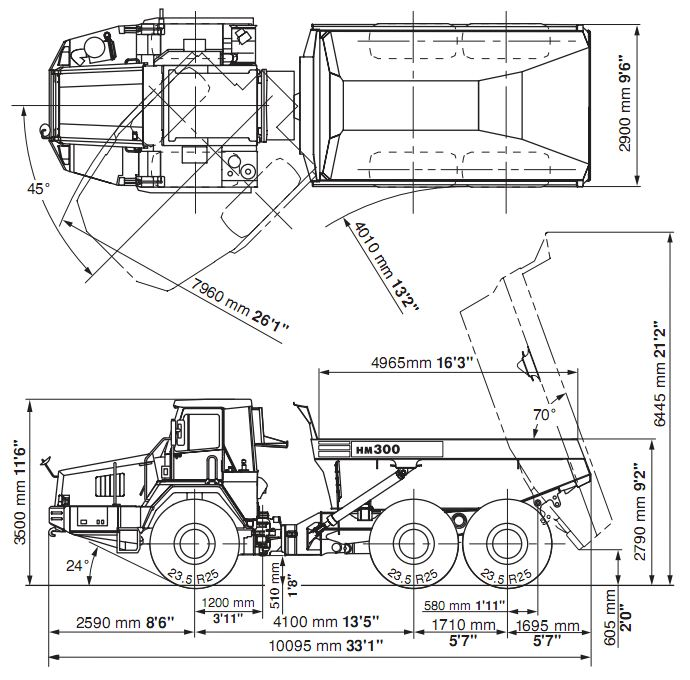 2900 mm 9'6"
45°
4010 mm 13'2"
7960 mm 26'1"
4965mm 16'3"
6445 mm 21'2"
70°
HM300
3500 mm 11'6"
2790 mm 9'2"
24°
23.5 R25
23.5 R25
23.5 R25
510 mm
1'8"
605 mm
2'0"
1200 mm
3'11"
580 mm 1'11"
2590 mm 8'6"
4100 mm 13'5"
1710 mm
5'7"
1695 mm
5'7"
10095 mm 33'1"